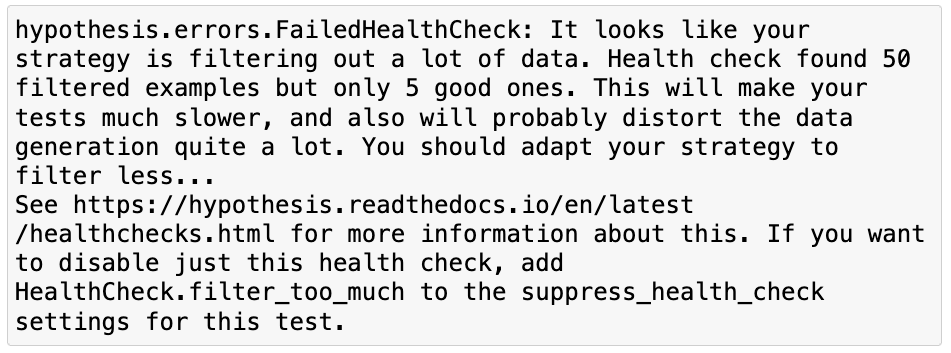 hypothesis.errors.FailedHealthCheck: It looks like your
strategy is filtering out a lot of data. Health check found 50
filtered examples but only 5 good ones. This will make your
tests much slower, and also will probably distort the data
generation quite a lot. You should adapt your strategy to
filter less...
See https://hypothesis.readthedocs.io/en/latest
/healthchecks.html for more information about this. If you want
to disable just this health check, add
HealthCheck.filter_too_much to the suppress_health_check
settings for this test.